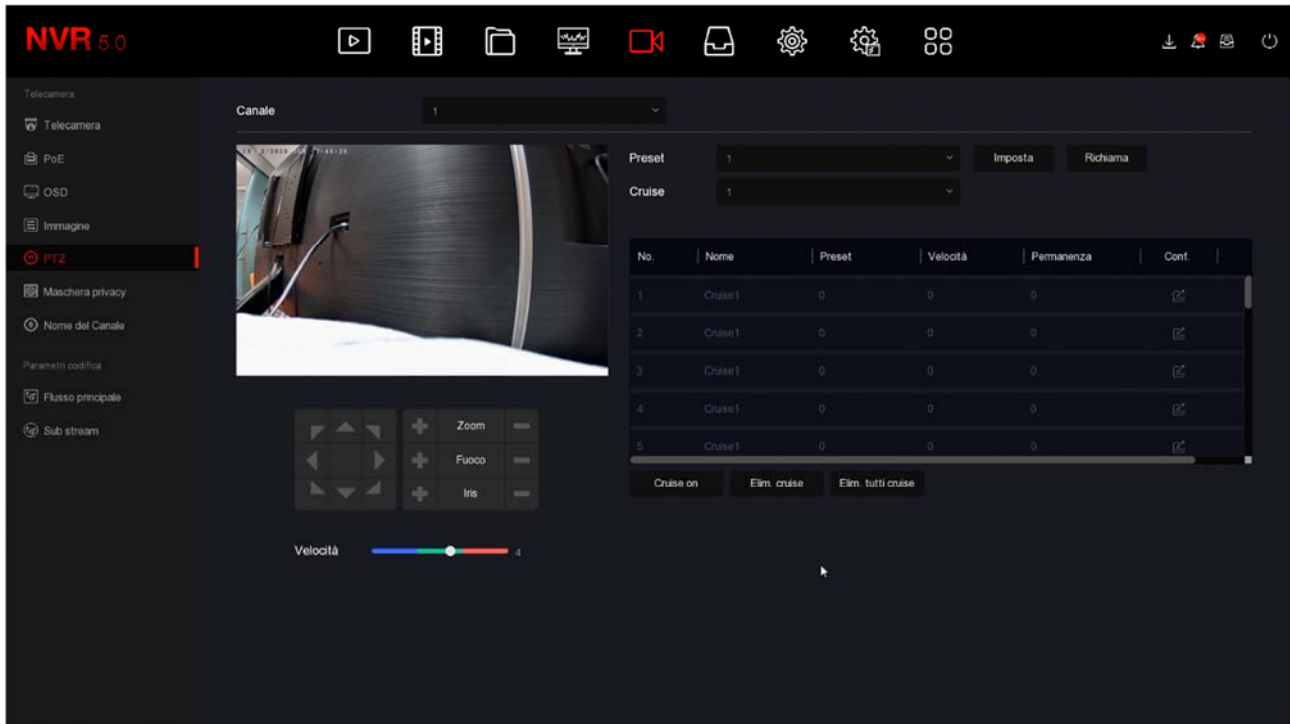 NVR 5.0
Telecamera
Telecamera
PoE
OSD
Immagine
PTZ
Maschera privacy
Nome del Canale
Parametri codifica
Flusso principale
Sub stream
Canale 1
Preset 1 Imposta Richiama
Cruise 1
No. Nome Preset Velocità Permanenza Conf.
1 Cruise1 0 0 0
2 Cruise1 0 0 0
3 Cruise1 0 0 0
4 Cruise1 0 0 0
5 Cruise1 0 0 0
Cruise on Elim. cruise Elim. tutti cruise
Zoom
Fuoco
Iris
Velocità 4